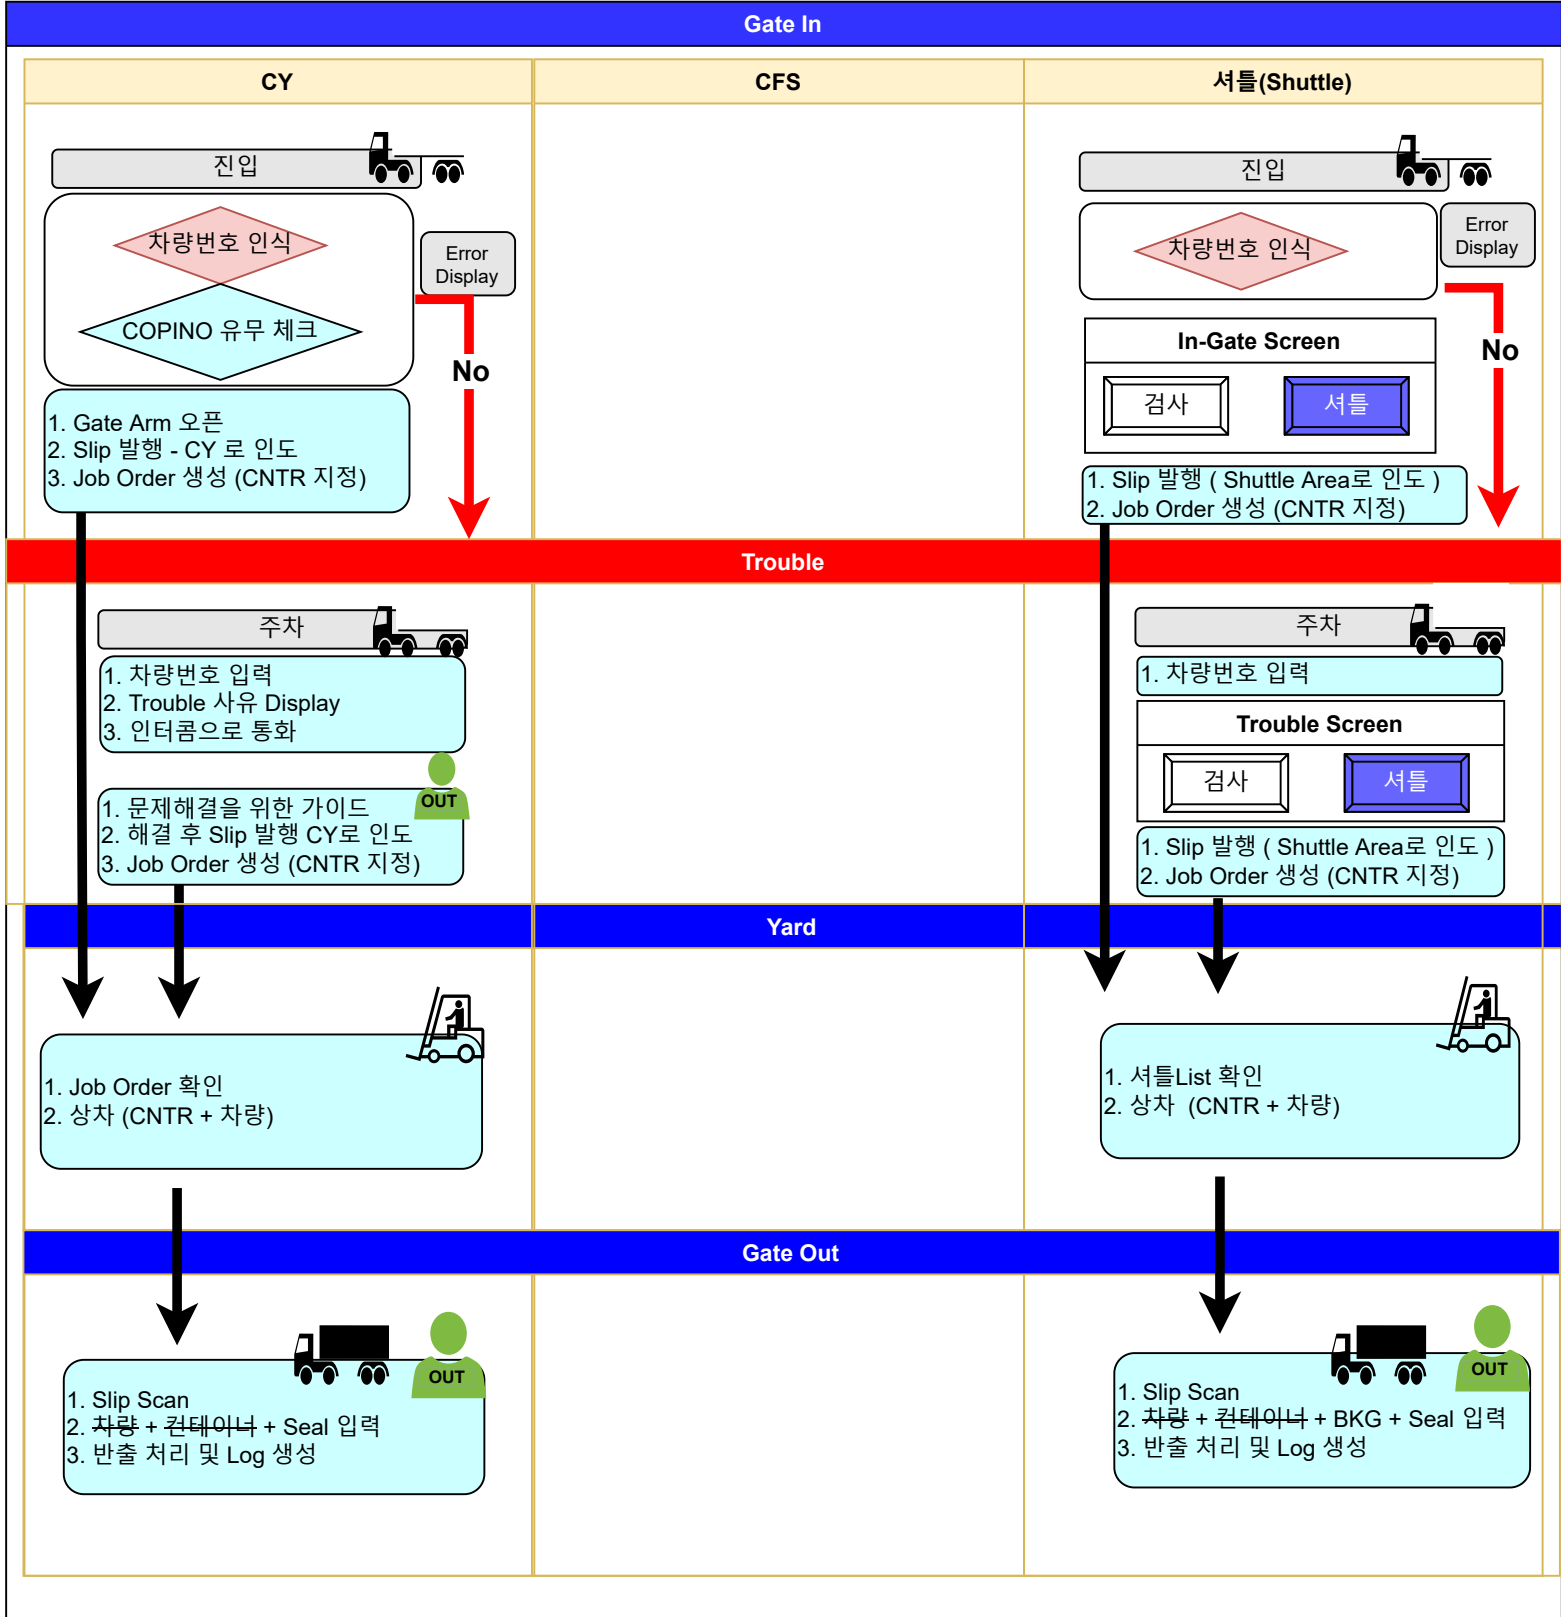 Gate In
CY
CFS
셔틀(Shuttle)
진입
차량번호 인식
Error
Display
COPINO 유무 체크
No
1. Gate Arm 오픈
2. Slip 발행 - CY 로 인도
3. Job Order 생성 (CNTR 지정)
진입
차량번호 인식
Error
Display
No
In-Gate Screen
검사
셔틀
1. Slip 발행 ( Shuttle Area로 인도 )
2. Job Order 생성 (CNTR 지정)
Trouble
주차
1. 차량번호 입력
2. Trouble 사유 Display
3. 인터콤으로 통화
OUT
1. 문제해결을 위한 가이드
2. 해결 후 Slip 발행 CY로 인도
3. Job Order 생성 (CNTR 지정)
주차
1. 차량번호 입력
Trouble Screen
검사
셔틀
1. Slip 발행 ( Shuttle Area로 인도 )
2. Job Order 생성 (CNTR 지정)
Yard
1. Job Order 확인
2. 상차 (CNTR + 차량)
1. 셔틀List 확인
2. 상차  (CNTR + 차량)
Gate Out
OUT
1. Slip Scan
2. 차량 + 컨테이너 + Seal 입력
3. 반출 처리 및 Log 생성
OUT
1. Slip Scan
2. 차량 + 컨테이너 + BKG + Seal 입력
3. 반출 처리 및 Log 생성